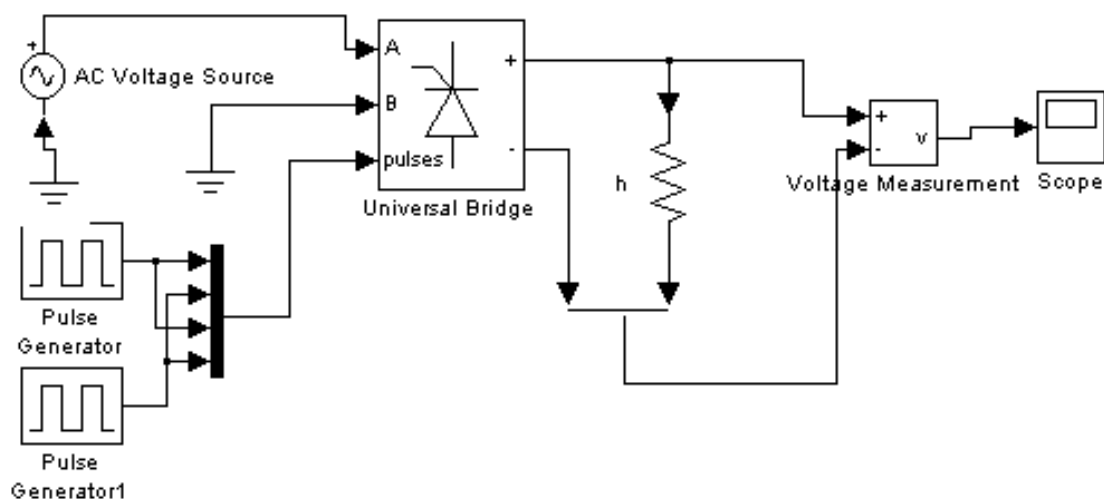 +
AC Voltage Source
A
B
pulses
+
-
Universal Bridge
h
+
-
v
Voltage Measurement
Scope
Pulse
Generator
Pulse
Generator1